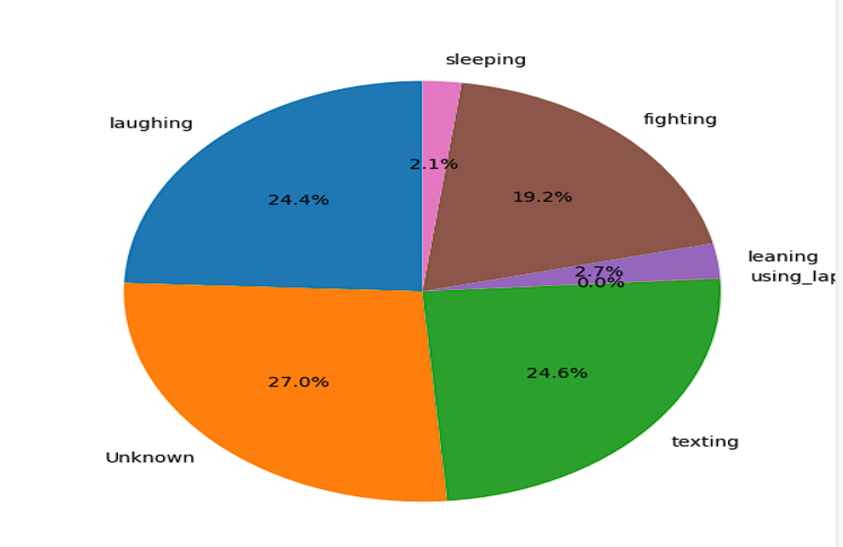 sleeping
laughing
fighting
2.1%
24.4%
19.2%
leaning
2.7%
using_lap
0.0%
24.6%
27.0%
texting
Unknown